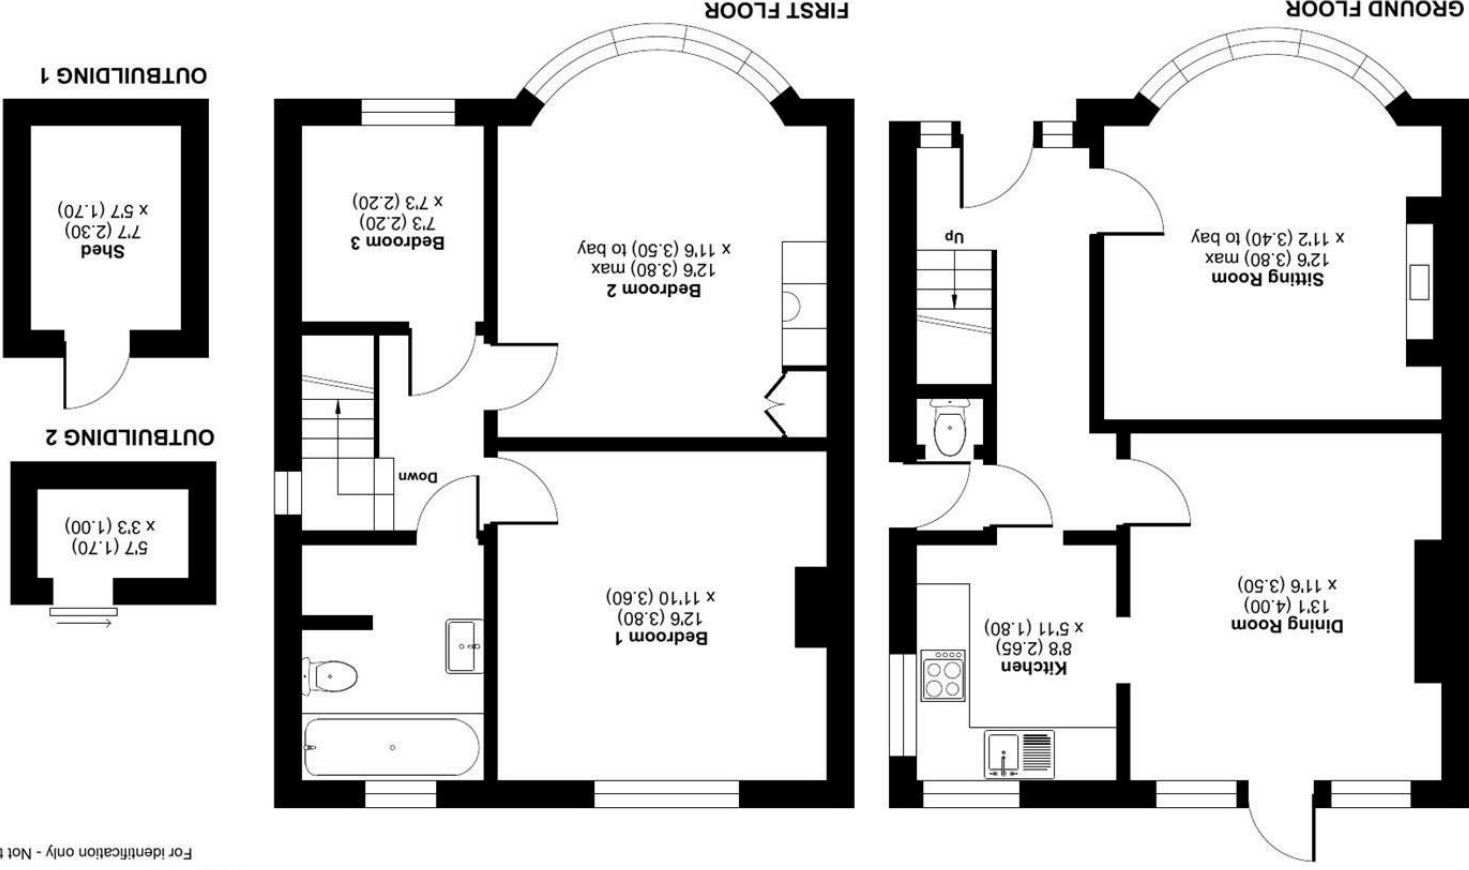 For identification only - Not t
Dining Room
13'1 (4.00)
x 11'6 (3.50)
Kitchen
8'8 (2.65)
x 5'11 (1.80)
Sitting Room
12'6 (3.80) max
x 11'2 (3.40) to bay
Up
GROUND FLOOR
Bedroom 1
12'6 (3.80)
x 11'10 (3.60)
Down
Bedroom 2
12'6 (3.80) max
x 11'6 (3.50) to bay
Bedroom 3
7'3 (2.20)
x 7'3 (2.20)
FIRST FLOOR
5'7 (1.70)
x 3'3 (1.00)
OUTBUILDING 2
Shed
7'7 (2.30)
x 5'7 (1.70)
OUTBUILDING 1